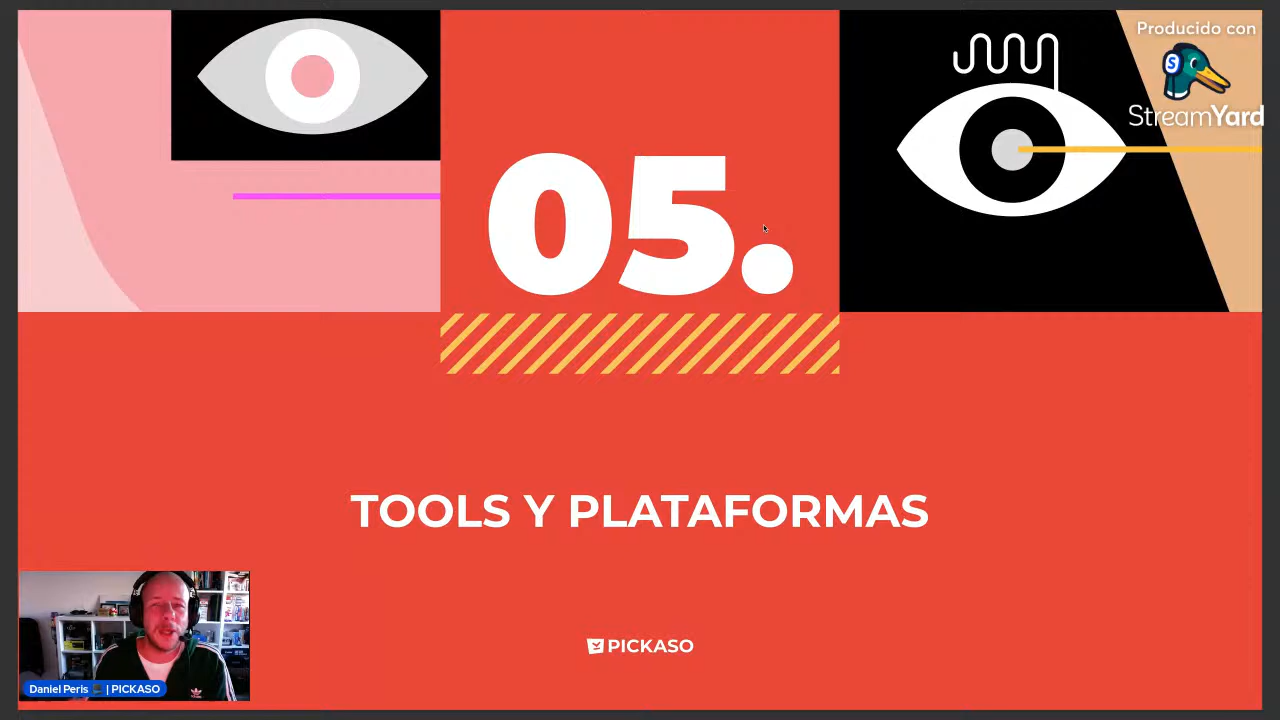 Producido con
S
StreamYard
05.
TOOLS Y PLATAFORMAS
PICKASO
Daniel Peris | PICKASO